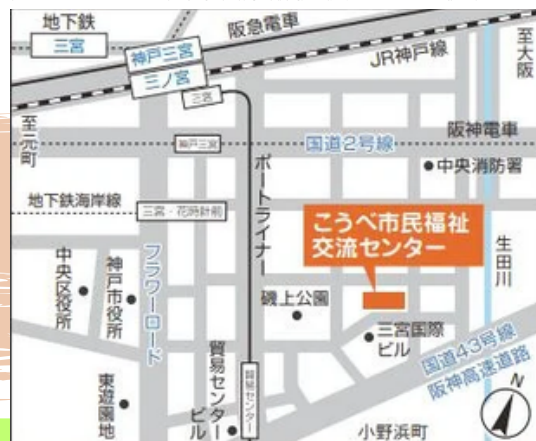 地下鉄
三宮
阪急電車
神戸三宮
三ノ宮
三宮
JR神戸線
至大阪
至元町
神戸三宮
国道2号線
阪神電車
中央消防署
ポートライナー
地下鉄海岸線
三宮・花時計前
こうべ市民福祉
交流センター
生田川
中央区役所
神戸市役所
フラワーロード
磯上公園
三宮国際
ビル
国道43号線
阪神高速道路
東遊園地
貿易センター
ビル
貿易センター
小野浜町
N